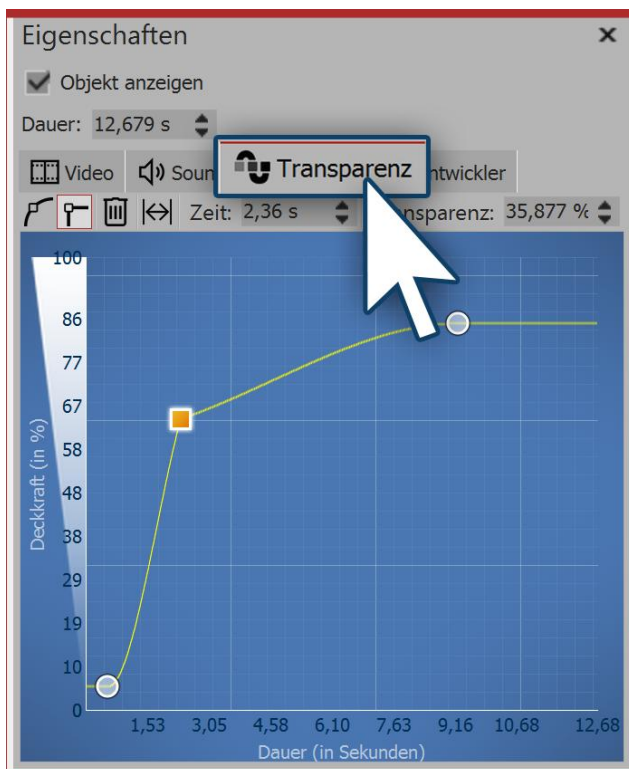 Eigenschaften
Objekt anzeigen
Dauer: 12,679 s
Video Soun Transparenz ntwickler
Zeit: 2,36 s nsparenz: 35,877 %
100
86
77
67
58
48
38
29
19
10
0
Deckkraft (in %)
1,53 3,05 4,58 6,10 7,63 9,16 10,68 12,68
Dauer (in Sekunden)